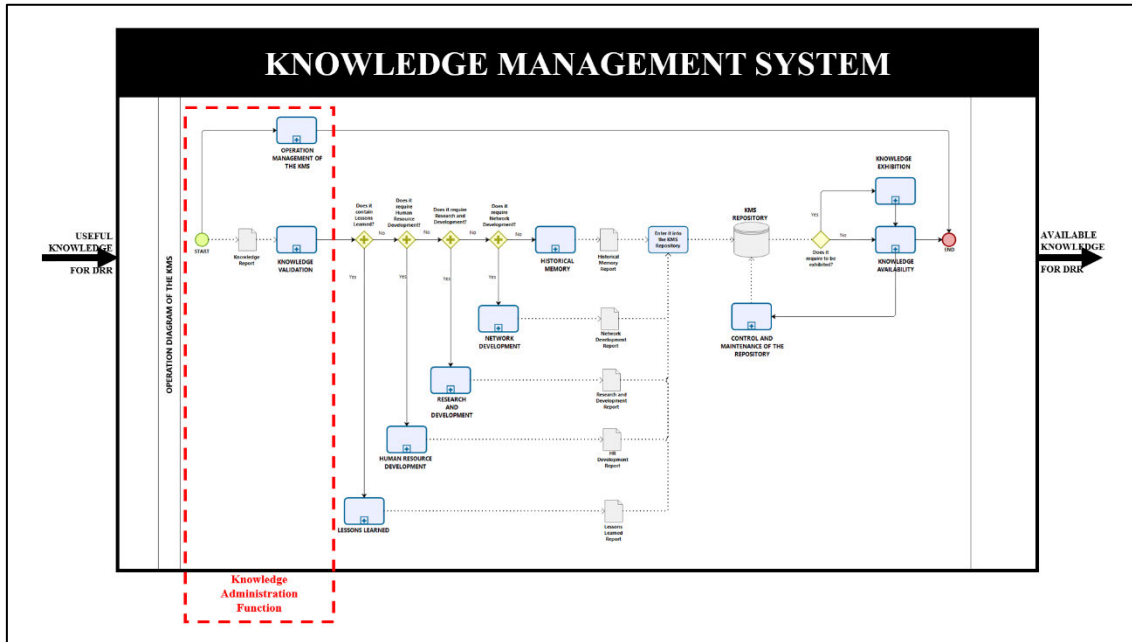 KNOWLEDGE MANAGEMENT SYSTEM
OPERATION DIAGRAM OF THE KMS
USEFUL
KNOWLEDGE
FOR DRR
OPERATION
MANAGEMENT OF
THE KMS
START
Knowledge
Report
KNOWLEDGE
VALIDATION
Does it
contain
Lessons
Learned?
Does it
require
Human
Resource
Development?
Does it require
Research and
Development?
Does it
require
Network
Development?
No
No
No
No
Yes
Yes
Yes
Yes
HISTORICAL
MEMORY
Historical
Memory
Report
Enter it into
the KMS
Repository
KMS
REPOSITORY
Yes
No
Does it
require to be
exhibited?
KNOWLEDGE
EXHIBITION
KNOWLEDGE
AVAILABILITY
END
AVAILABLE
KNOWLEDGE
FOR DRR
NETWORK
DEVELOPMENT
Network
Development
Report
CONTROL AND
MAINTENANCE OF THE
REPOSITORY
RESEARCH
AND
DEVELOPMENT
Research and
Development
Report
HUMAN RESOURCE
DEVELOPMENT
HR
Development
Report
LESSONS LEARNED
Lessons
Learned
Report
Knowledge
Administration
Function